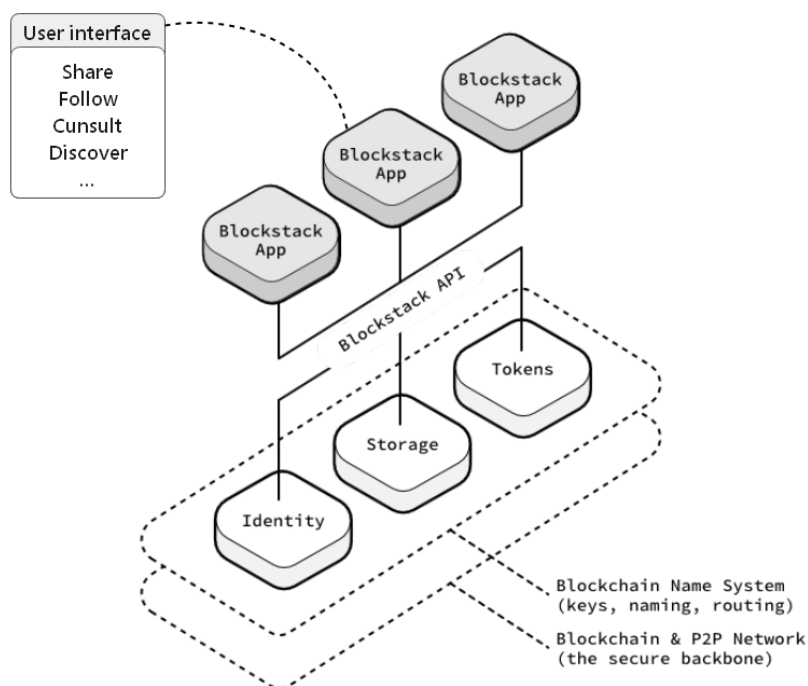 User interface
Share
Follow
Cunsult
Discover
...
Blockstack
App
Blockstack
App
Blockstack
App
Blockstack API
Tokens
Storage
Identity
Blockchain Name System
(keys, naming, routing)
Blockchain & P2P Network
(the secure backbone)